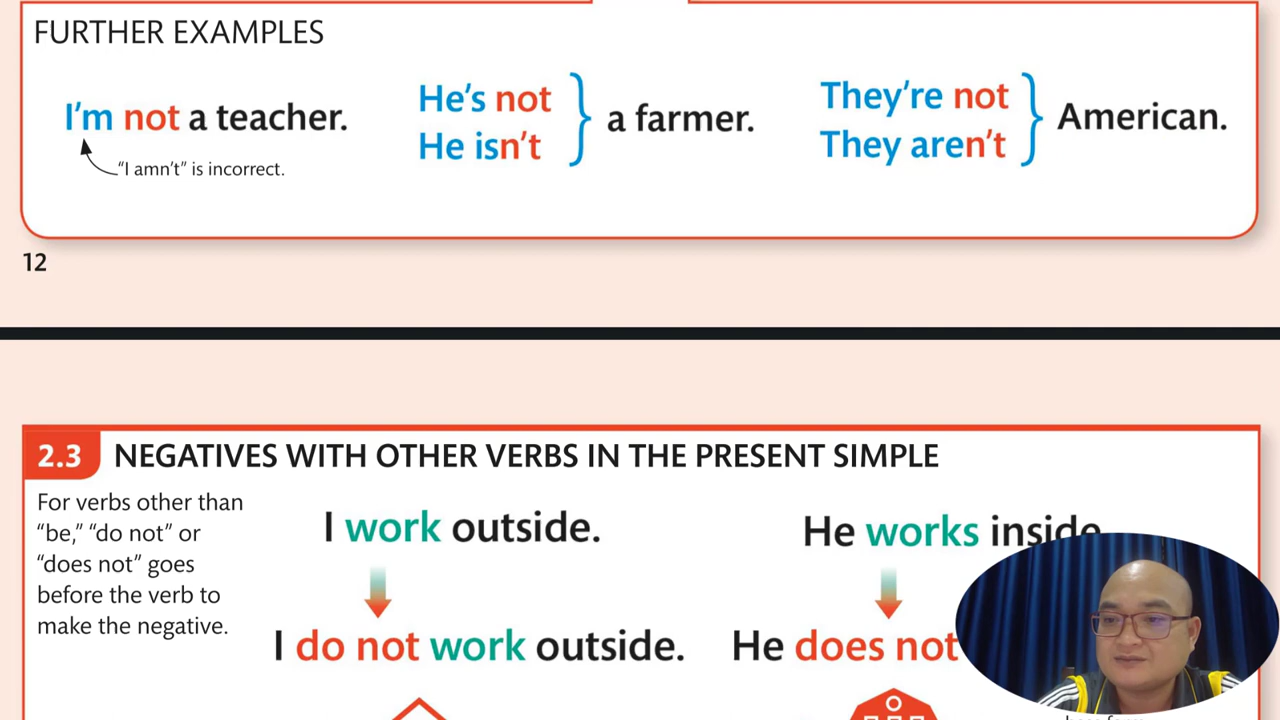 FURTHER EXAMPLES
I'm not a teacher.
"I amn't" is incorrect.
He's not
He isn't
a farmer.
They're not
They aren't
American.
12
2.3 NEGATIVES WITH OTHER VERBS IN THE PRESENT SIMPLE
For verbs other than
"be," "do not" or
"does not" goes
before the verb to
make the negative.
I work outside.
I do not work outside.
He works inside
He does not